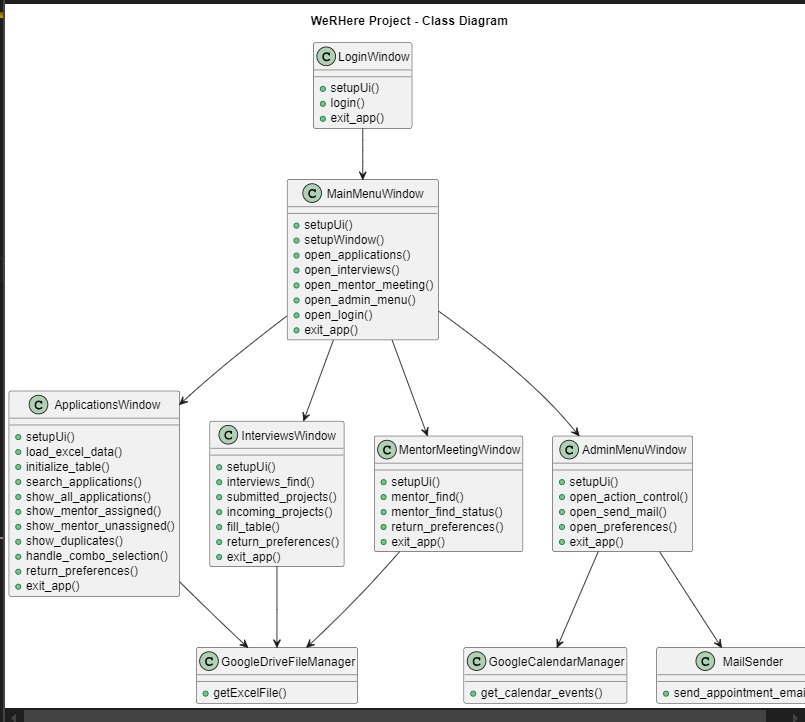 WeRHere Project - Class Diagram
C LoginWindow
setupUi()
login()
exit_app()
C MainMenuWindow
setupUi()
setupWindow()
open_applications()
open_interviews()
open_mentor_meeting()
open_admin_menu()
open_login()
exit_app()
C ApplicationsWindow
setupUi()
load_excel_data()
initialize_table()
search_applications()
show_all_applications()
show_mentor_assigned()
show_mentor_unassigned()
show_duplicates()
handle_combo_selection()
return_preferences()
exit_app()
C InterviewsWindow
setupUi()
interviews_find()
submitted_projects()
incoming_projects()
fill_table()
return_preferences()
exit_app()
C MentorMeetingWindow
setupUi()
mentor_find()
mentor_find_status()
return_preferences()
exit_app()
C AdminMenuWindow
setupUi()
open_action_control()
open_send_mail()
open_preferences()
exit_app()
C GoogleDriveFileManager
getExcelFile()
C GoogleCalendarManager
get_calendar_events()
C MailSender
send_appointment_emai